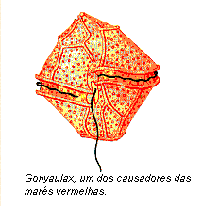 Gonyaulax, um dos causadores das
marés vermelhas.